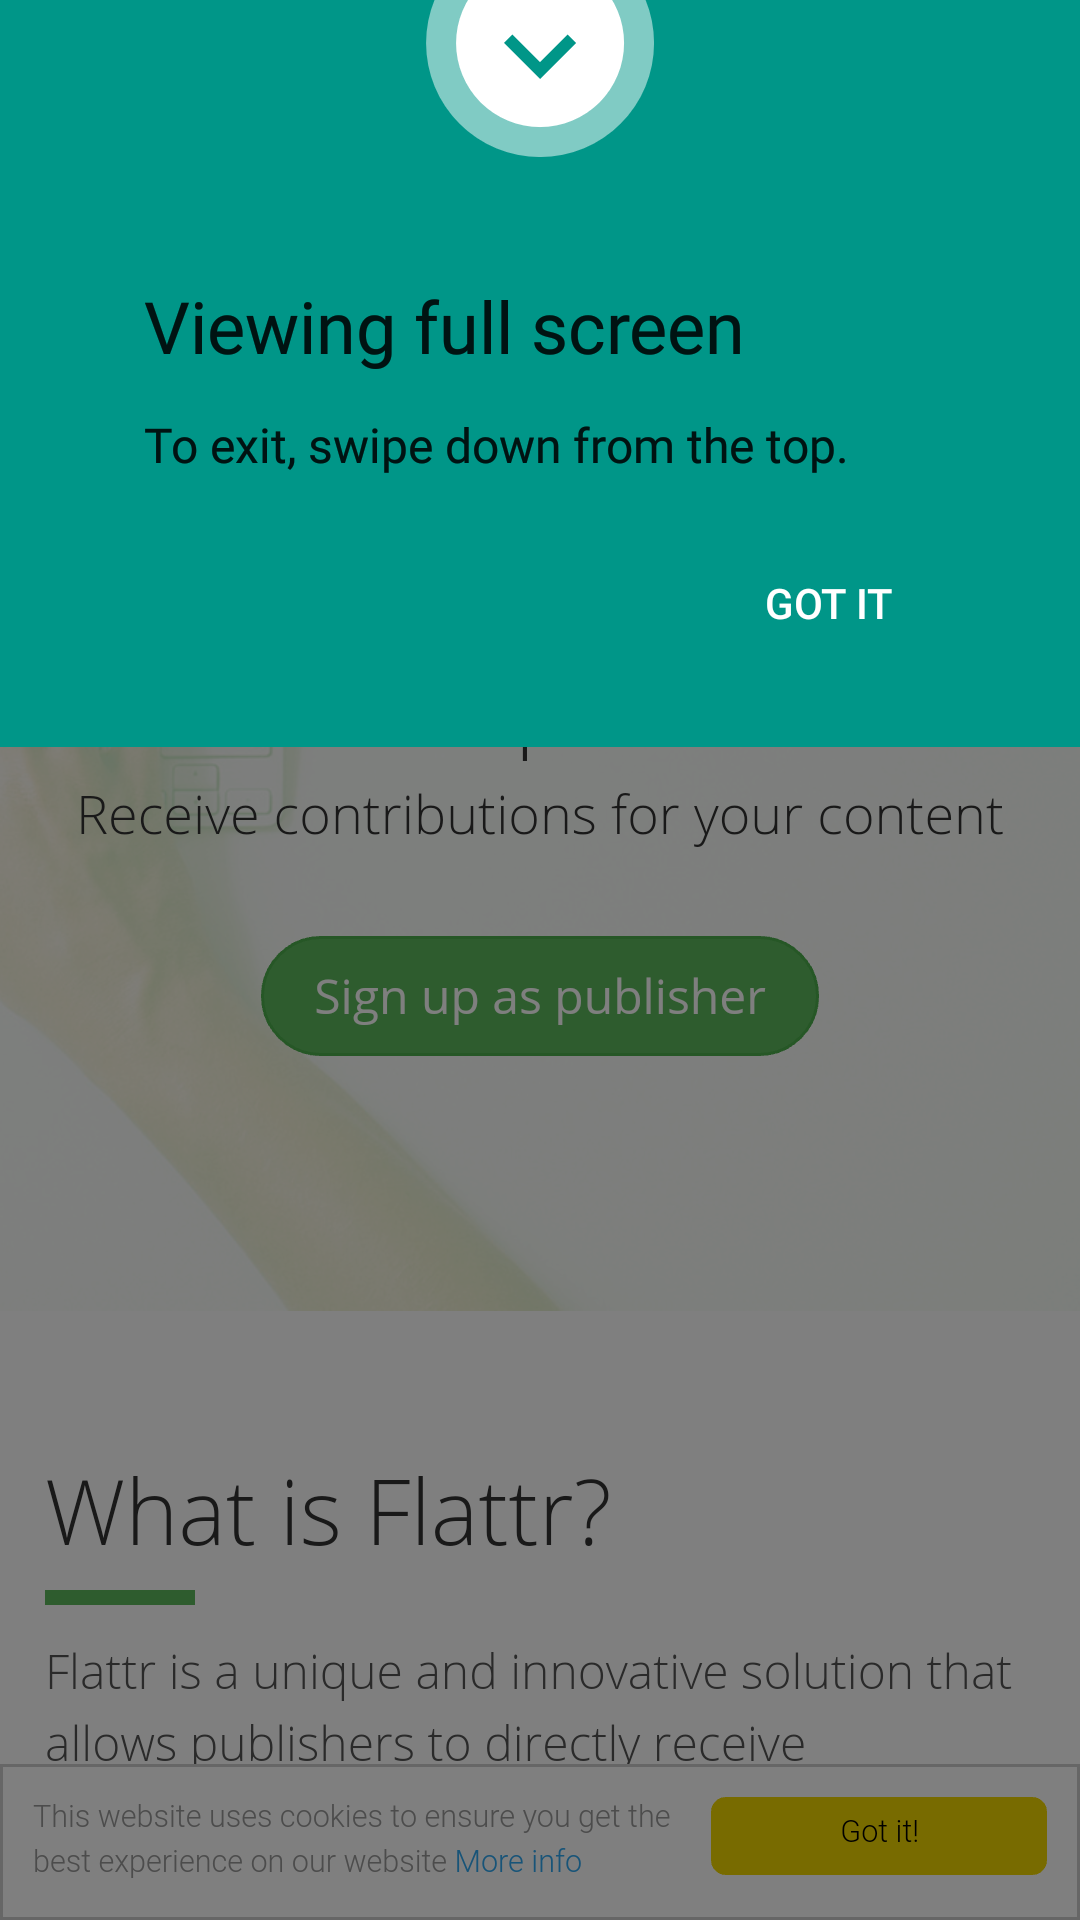 Viewing full screen
To exit, swipe down from the top.
GOT IT
Receive contributions for your content
Sign up as publisher
What is Flattr?
Flattr is a unique and innovative solution that
allows publishers to directly receive
This website uses cookies to ensure you get the
best experience on our website More info
Got it!